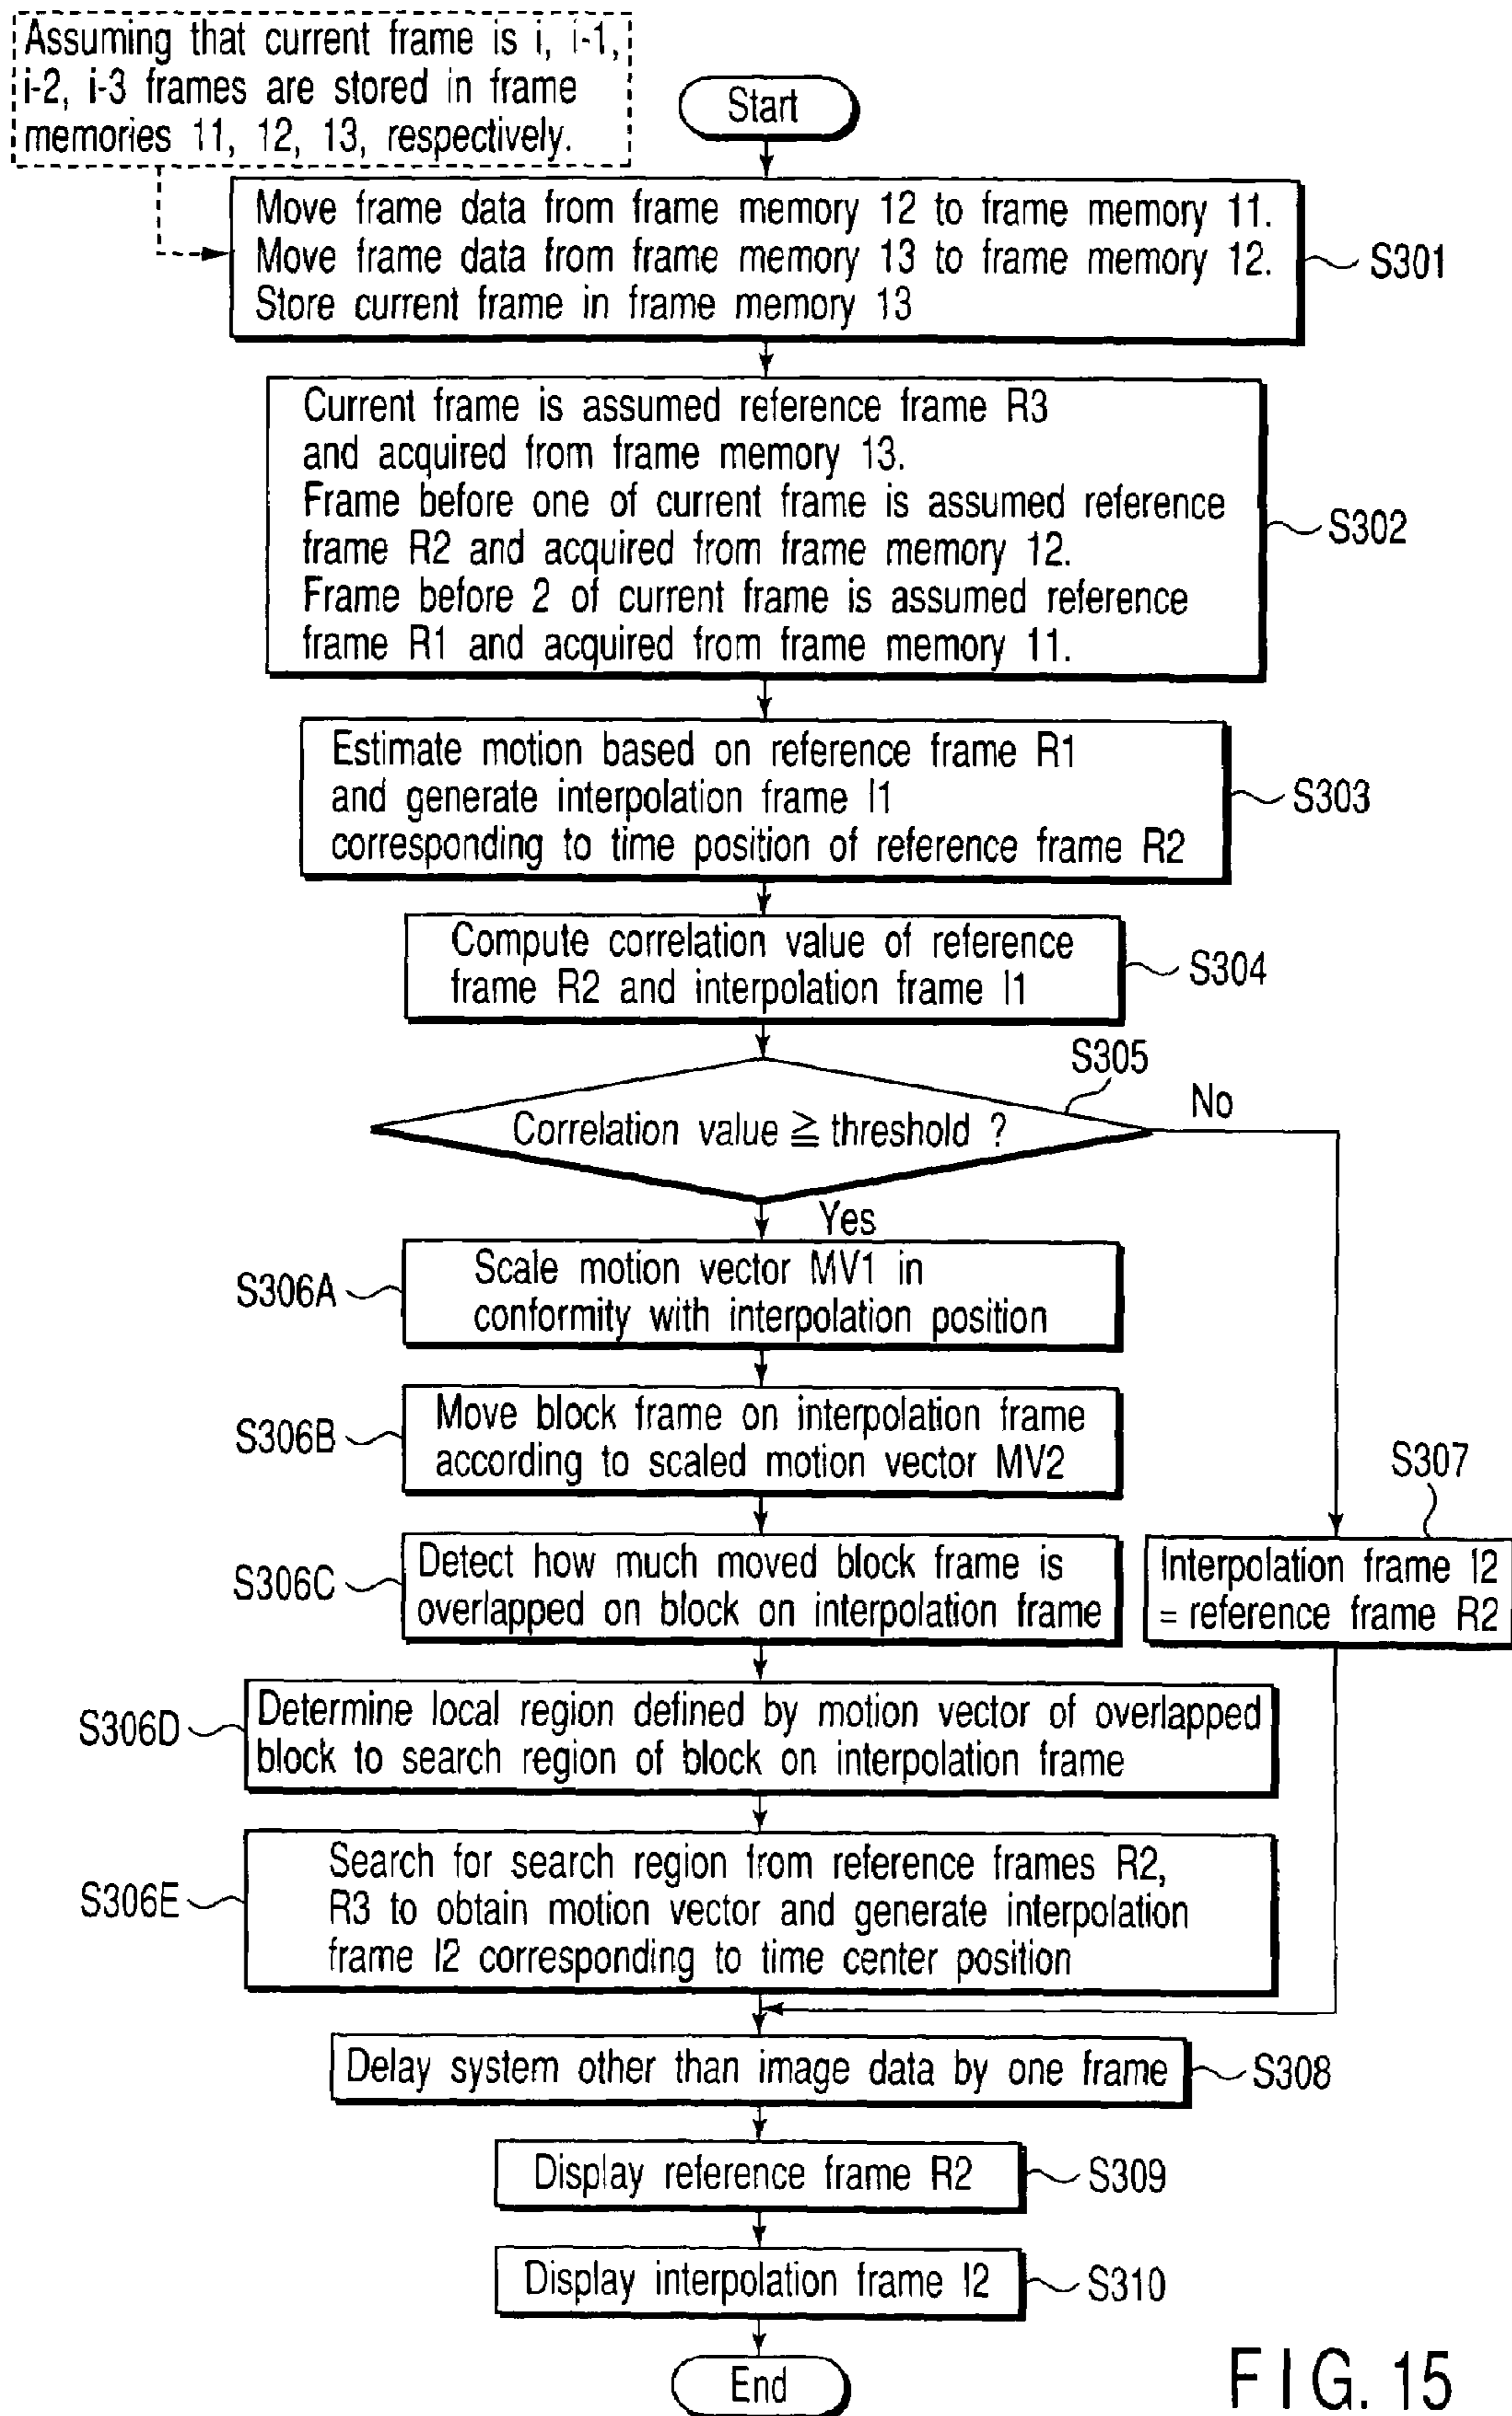 Assuming that current frame is i, i-1,
i-2, i-3 frames are stored in frame
memories 11, 12, 13, respectively.
Start
Move frame data from frame memory 12 to frame memory 11.
Move frame data from frame memory 13 to frame memory 12.
Store current frame in frame memory 13
S301
Current frame is assumed reference frame R3
and acquired from frame memory 13.
Frame before one of current frame is assumed reference
frame R2 and acquired from frame memory 12.
Frame before 2 of current frame is assumed reference
frame R1 and acquired from frame memory 11.
S302
Estimate motion based on reference frame R1
and generate interpolation frame I1
corresponding to time position of reference frame R2
S303
Compute correlation value of reference
frame R2 and interpolation frame I1
S304
S305
Correlation value ≧ threshold ?
No
Yes
S306A
Scale motion vector MV1 in
conformity with interpolation position
S306B
Move block frame on interpolation frame
according to scaled motion vector MV2
S306C
Detect how much moved block frame is
overlapped on block on interpolation frame
S307
Interpolation frame I2
= reference frame R2
S306D
Determine local region defined by motion vector of overlapped
block to search region of block on interpolation frame
S306E
Search for search region from reference frames R2,
R3 to obtain motion vector and generate interpolation
frame I2 corresponding to time center position
Delay system other than image data by one frame
S308
Display reference frame R2
S309
Display interpolation frame I2
S310
End
FIG. 15